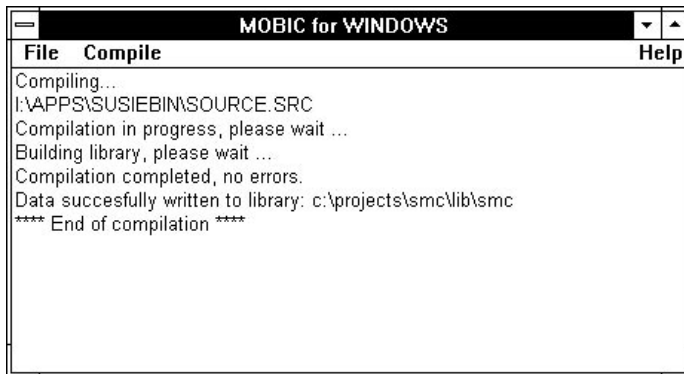 MOBIC for WINDOWS
File Compile Help
Compiling...
I:\APPS\SUSIEBIN\SOURCE.SRC
Compilation in progress, please wait ...
Building library, please wait ...
Compilation completed, no errors.
Data succesfully written to library: c:\projects\smc\lib\smc
**** End of compilation ****